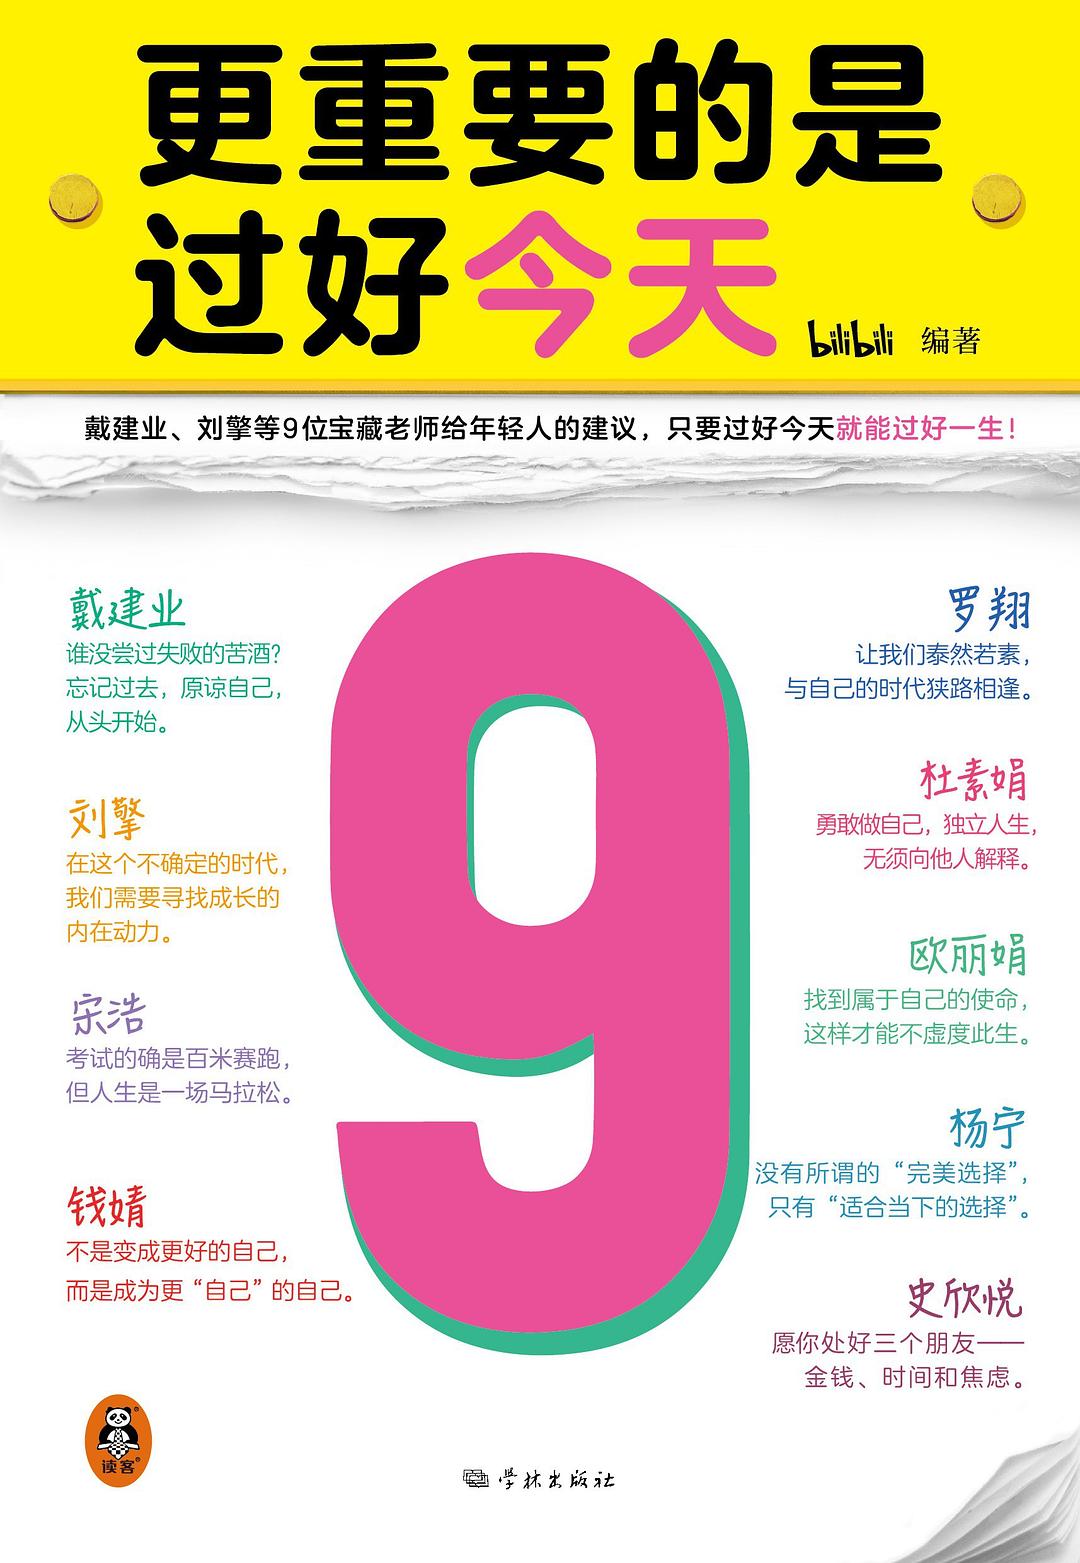 更重要的是
过好今天
bilibili 编著
戴建业、刘擎等9位宝藏老师给年轻人的建议，只要过好今天就能过好一生！
9
戴建业
谁没尝过失败的苦酒？
忘记过去，原谅自己，
从头开始。
刘擎
在这个不确定的时代，
我们需要寻找成长的
内在动力。
宋浩
考试的确是百米赛跑，
但人生是一场马拉松。
钱婧
不是变成更好的自己，
而是成为更“自己”的自己。
罗翔
让我们泰然若素，
与自己的时代狭路相逢。
杜素娟
勇敢做自己，独立人生，
无须向他人解释。
欧丽娟
找到属于自己的使命，
这样才能不虚度此生。
杨宁
没有所谓的“完美选择”，
只有“适合当下的选择”。
史欣悦
愿你处好三个朋友——
金钱、时间和焦虑。
读客®
学林出版社